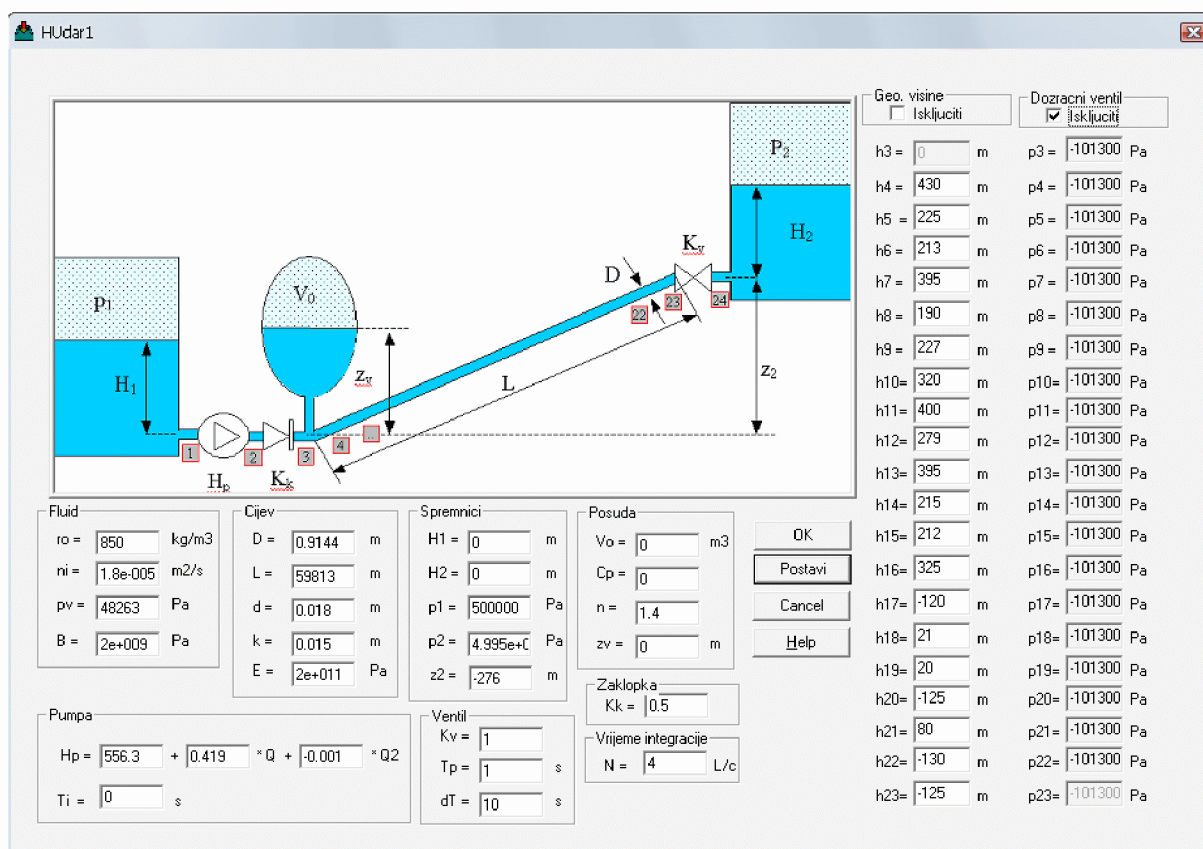 HUdar1
P1
H1
V0
zv
Hp
Kk
D
L
Kv
P2
H2
z2
1
2
3
4
..
22
23
24
Geo. visine
Iskljuciti
Dozracni ventil
Iskljuciti
h3 = 0 m p3 = -101300 Pa
h4 = 430 m p4 = -101300 Pa
h5 = 225 m p5 = -101300 Pa
h6 = 213 m p6 = -101300 Pa
h7 = 395 m p7 = -101300 Pa
h8 = 190 m p8 = -101300 Pa
h9 = 227 m p9 = -101300 Pa
h10= 320 m p10= -101300 Pa
h11= 400 m p11= -101300 Pa
h12= 279 m p12= -101300 Pa
h13= 395 m p13= -101300 Pa
h14= 215 m p14= -101300 Pa
h15= 212 m p15= -101300 Pa
h16= 325 m p16= -101300 Pa
h17= -120 m p17= -101300 Pa
h18= 21 m p18= -101300 Pa
h19= 20 m p19= -101300 Pa
h20= -125 m p20= -101300 Pa
h21= 80 m p21= -101300 Pa
h22= -130 m p22= -101300 Pa
h23= -125 m p23= -101300 Pa
Fluid
ro = 850 kg/m3
ni = 1.8e-005 m2/s
pv = 48263 Pa
B = 2e+009 Pa
Cijev
D = 0.9144 m
L = 59813 m
d = 0.018 m
k = 0.015 m
E = 2e+011 Pa
Spremnici
H1 = 0 m
H2 = 0 m
p1 = 500000 Pa
p2 = 4.995e+0 Pa
z2 = -276 m
Posuda
Vo = 0 m3
Cp = 0
n = 1.4
zv = 0 m
OK
Postavi
Cancel
Help
Zaklopka
Kk = 0.5
Vrijeme integracije
N = 4 L/c
Pumpa
Hp = 556.3 + 0.419 * Q + -0.001 * Q2
Ti = 0 s
Ventil
Kv = 1
Tp = 1 s
dT = 10 s